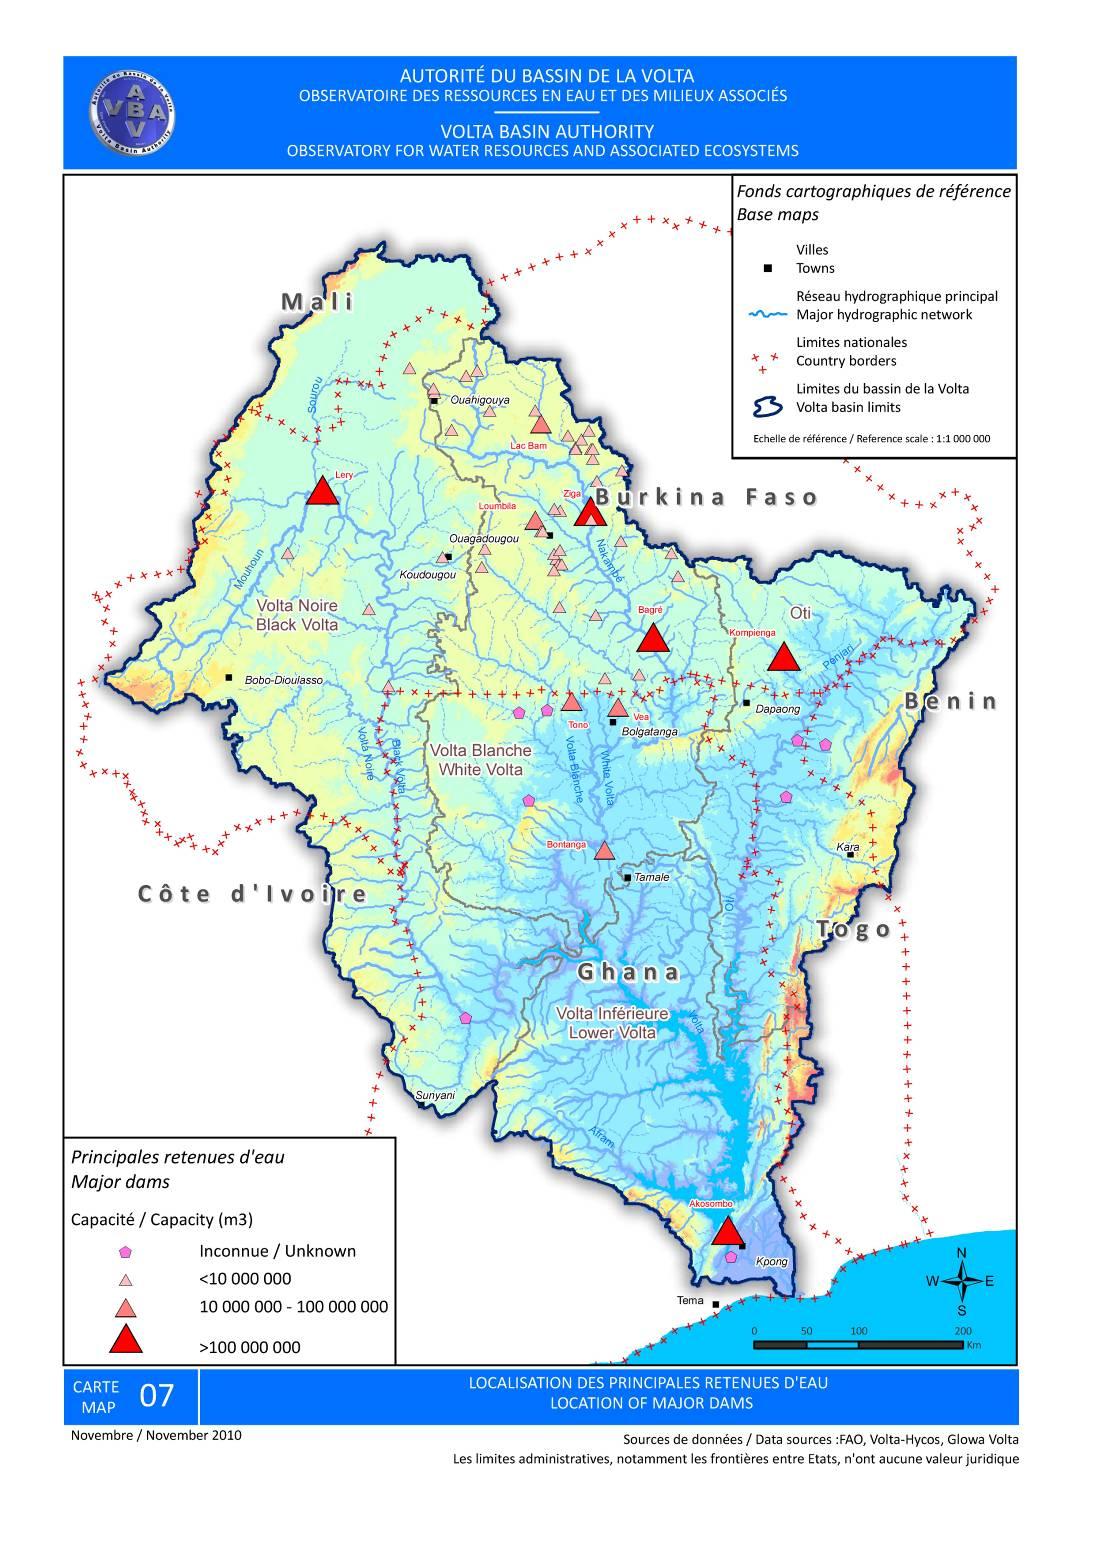 AUTORITÉ DU BASSIN DE LA VOLTA
OBSERVATOIRE DES RESSOURCES EN EAU ET DES MILIEUX ASSOCIÉS
VOLTA BASIN AUTHORITY
OBSERVATORY FOR WATER RESOURCES AND ASSOCIATED ECOSYSTEMS
Autorité du Bassin de la Volta
A
VBA
V
Volta Basin Authority
Fonds cartographiques de référence
Base maps
Villes
Towns
Réseau hydrographique principal
Major hydrographic network
Limites nationales
Country borders
Limites du bassin de la Volta
Volta basin limits
Echelle de référence / Reference scale : 1:1 000 000
Mali
Sourou
Ouahigouya
Lac Bam
Lery
Ziga
Burkina Faso
Loumbila
Ouagadougou
Koudougou
Mouhoun
Nakambé
Volta Noire
Black Volta
Bagré
Oti
Kompienga
Penjari
Bobo-Dioulasso
Benin
Dapaong
Tono
Vea
Bolgatanga
Volta Noire
Black Volta
Volta Blanche
White Volta
Volta Blanche
White Volta
Bontanga
Kara
Tamale
Côte d'Ivoire
Oti
Togo
Ghana
Volta Inférieure
Lower Volta
Volta
Sunyani
Afram
Akosombo
Kpong
Tema
Principales retenues d'eau
Major dams
Capacité / Capacity (m3)
Inconnue / Unknown
<10 000 000
10 000 000 - 100 000 000
>100 000 000
N
W E
S
0 50 100 200
Km
CARTE
MAP
07
LOCALISATION DES PRINCIPALES RETENUES D'EAU
LOCATION OF MAJOR DAMS
Novembre / November 2010
Sources de données / Data sources :FAO, Volta-Hycos, Glowa Volta
Les limites administratives, notamment les frontières entre Etats, n'ont aucune valeur juridique